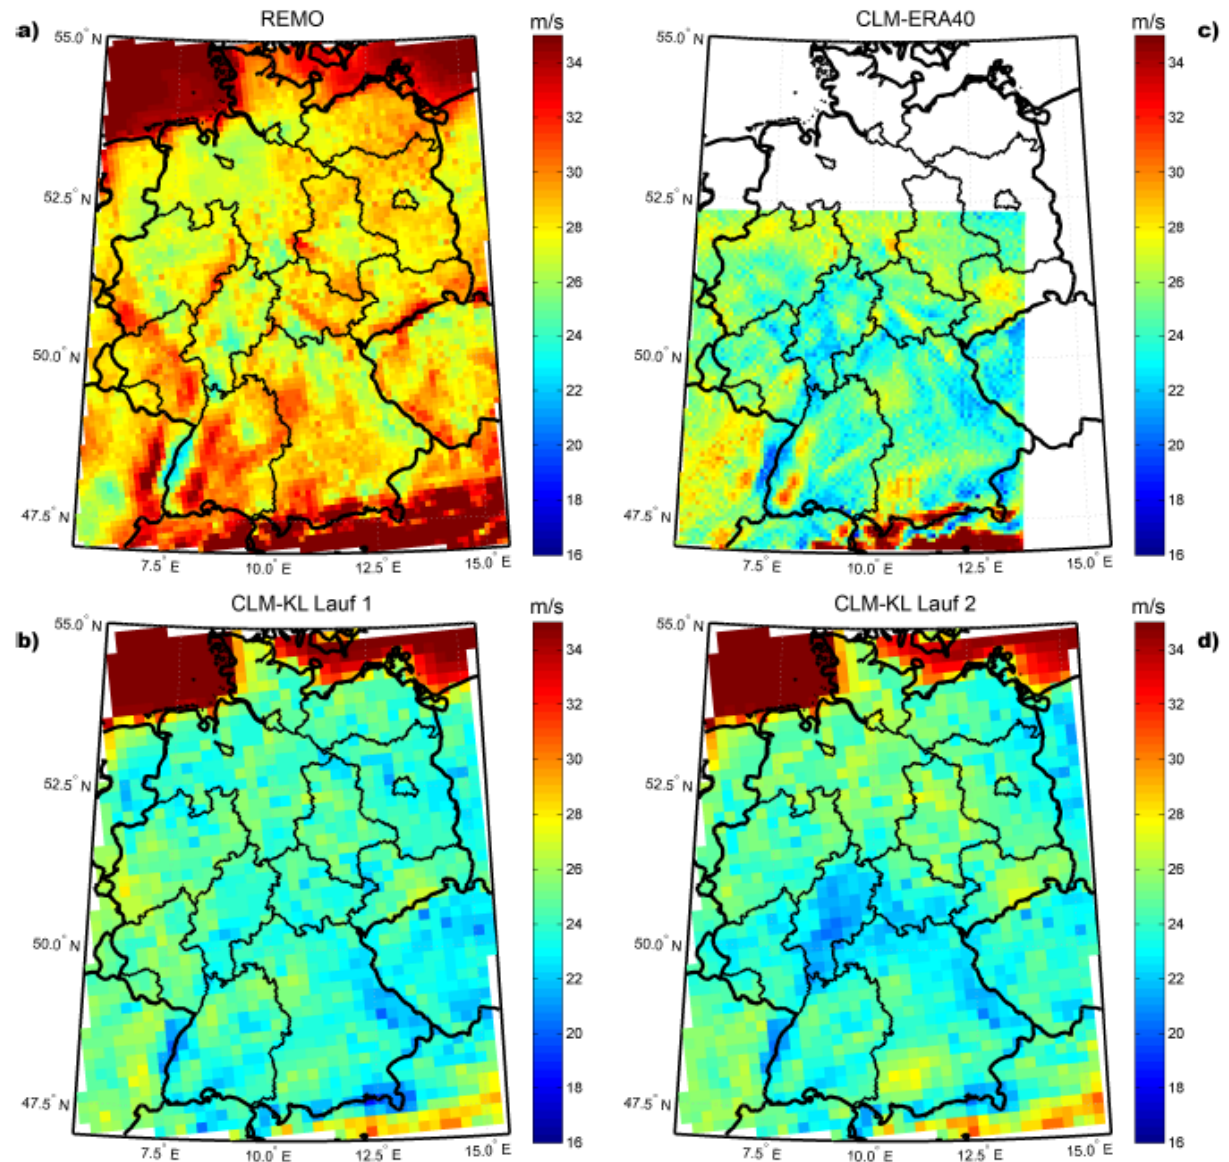 a)
REMO
m/s
55.0° N
52.5° N
50.0° N
47.5° N
7.5° E
10.0° E
12.5° E
15.0° E
34
32
30
28
26
24
22
20
18
16
c)
CLM-ERA40
m/s
55.0° N
52.5° N
50.0° N
47.5° N
7.5° E
10.0° E
12.5° E
15.0° E
34
32
30
28
26
24
22
20
18
16
b)
CLM-KL Lauf 1
m/s
55.0° N
52.5° N
50.0° N
47.5° N
7.5° E
10.0° E
12.5° E
15.0° E
34
32
30
28
26
24
22
20
18
16
d)
CLM-KL Lauf 2
m/s
55.0° N
52.5° N
50.0° N
47.5° N
7.5° E
10.0° E
12.5° E
15.0° E
34
32
30
28
26
24
22
20
18
16